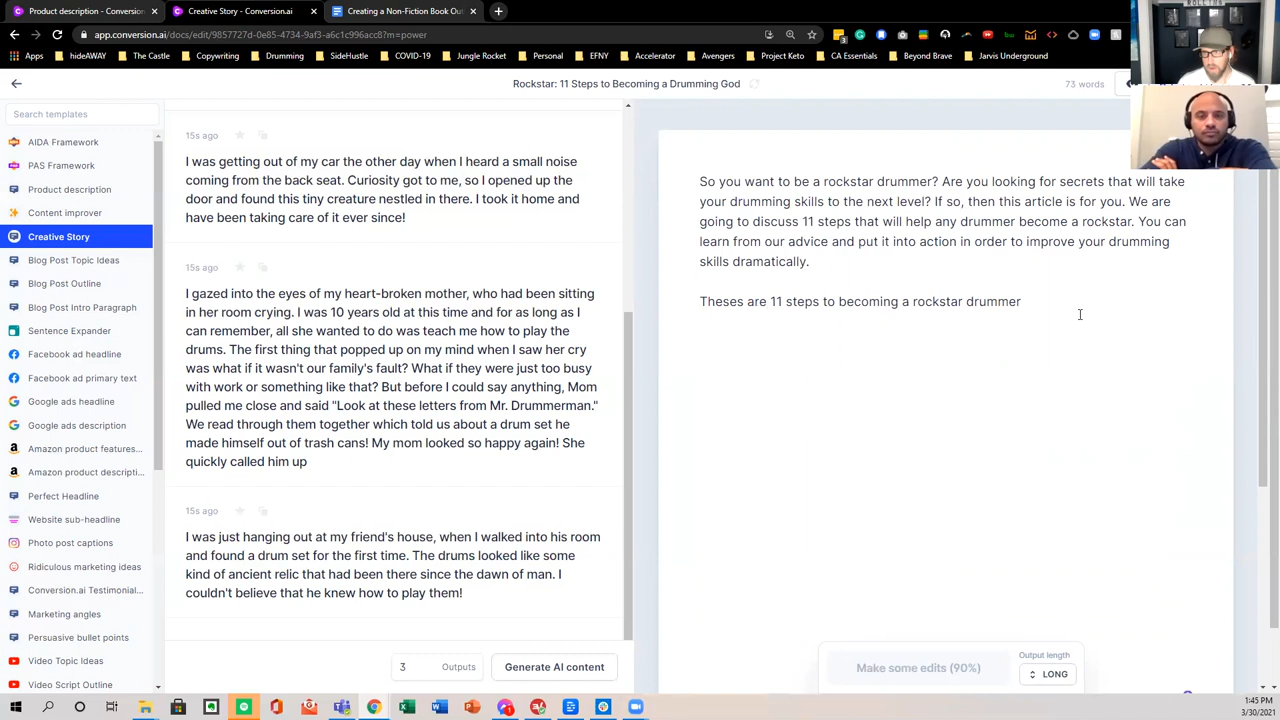 Product description - Conversion
Creative Story - Conversion.ai
Creating a Non-Fiction Book Out
app.conversion.ai/docs/edit/9857727d-0e85-4734-9af3-a6c1c996acc8?m=power
Apps
hideAWAY
The Castle
Copywriting
Drumming
SideHustle
COVID-19
Jungle Rocket
Personal
EFNY
Accelerator
Avengers
Project Keto
CA Essentials
Beyond Brave
Jarvis Underground
Rockstar: 11 Steps to Becoming a Drumming God
73 words
Search templates
AIDA Framework
PAS Framework
Product description
Content improver
Creative Story
Blog Post Topic Ideas
Blog Post Outline
Blog Post Intro Paragraph
Sentence Expander
Facebook ad headline
Facebook ad primary text
Google ads headline
Google ads description
Amazon product features...
Amazon product descripti...
Perfect Headline
Website sub-headline
Photo post captions
Ridiculous marketing ideas
Conversion.ai Testimonial...
Marketing angles
Persuasive bullet points
Video Topic Ideas
Video Script Outline
15s ago
I was getting out of my car the other day when I heard a small noise
coming from the back seat. Curiosity got to me, so I opened up the
door and found this tiny creature nestled in there. I took it home and
have been taking care of it ever since!
15s ago
I gazed into the eyes of my heart-broken mother, who had been sitting
in her room crying. I was 10 years old at this time and for as long as I
can remember, all she wanted to do was teach me how to play the
drums. The first thing that popped up on my mind when I saw her cry
was what if it wasn't our family's fault? What if they were just too busy
with work or something like that? But before I could say anything, Mom
pulled me close and said "Look at these letters from Mr. Drummerman."
We read through them together which told us about a drum set he
made himself out of trash cans! My mom looked so happy again! She
quickly called him up
15s ago
I was just hanging out at my friend's house, when I walked into his room
and found a drum set for the first time. The drums looked like some
kind of ancient relic that had been there since the dawn of man. I
couldn't believe that he knew how to play them!
3 Outputs
Generate AI content
So you want to be a rockstar drummer? Are you looking for secrets that will take
your drumming skills to the next level? If so, then this article is for you. We are
going to discuss 11 steps that will help any drummer become a rockstar. You can
learn from our advice and put it into action in order to improve your drumming
skills dramatically.
Theses are 11 steps to becoming a rockstar drummer
Make some edits (90%)
Output length
LONG
1:45 PM
3/30/2021